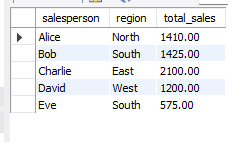 salesperson region total_sales
Alice North 1410.00
Bob South 1425.00
Charlie East 2100.00
David West 1200.00
Eve South 575.00